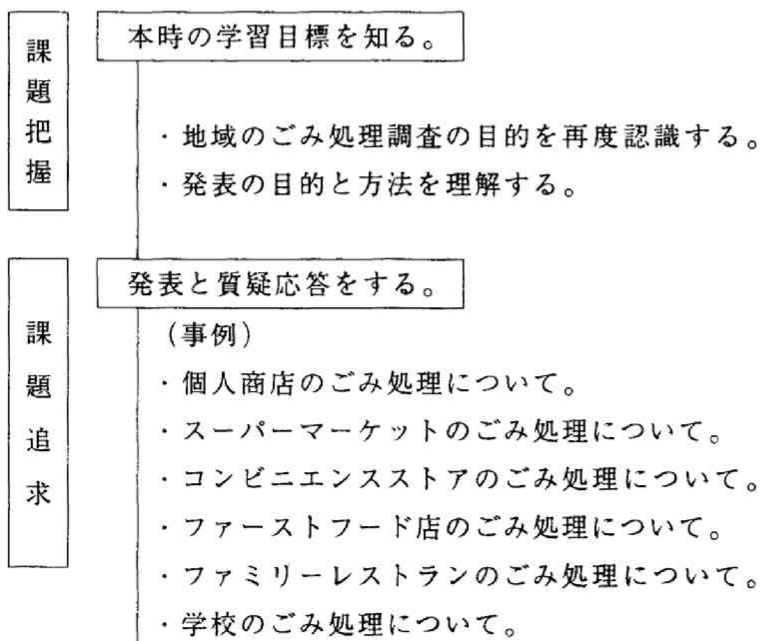 課題把握
本時の学習目標を知る。
・地域のごみ処理調査の目的を再度認識する。
・発表の目的と方法を理解する。
課題追求
発表と質疑応答をする。
（事例）
・個人商店のごみ処理について。
・スーパーマーケットのごみ処理について。
・コンビニエンスストアのごみ処理について。
・ファーストフード店のごみ処理について。
・ファミリーレストランのごみ処理について。
・学校のごみ処理について。